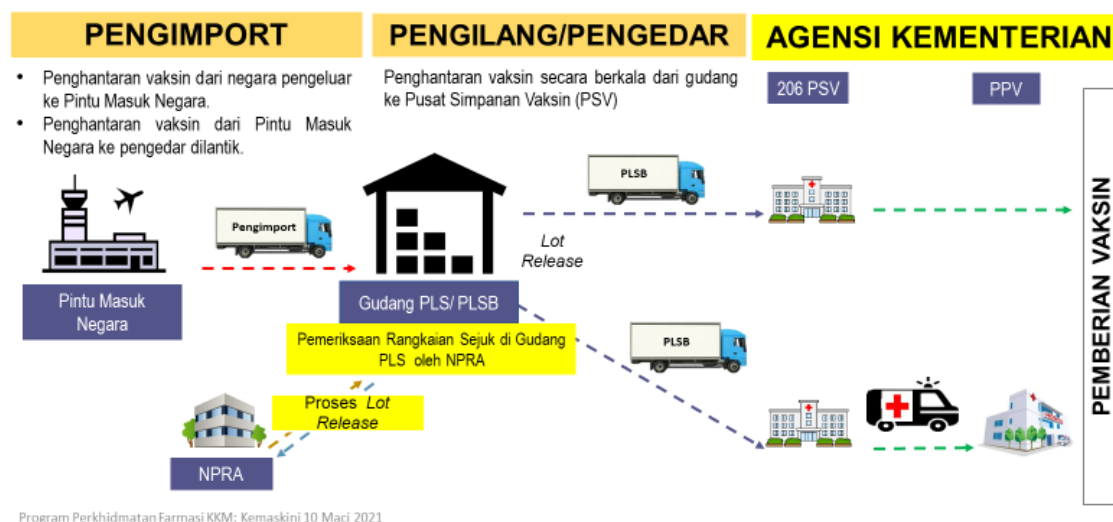 PENGIMPORT
PENGILANG/PENGEDAR
AGENSI KEMENTERIAN
• Penghantaran vaksin dari negara pengeluar
ke Pintu Masuk Negara.
• Penghantaran vaksin dari Pintu Masuk
Negara ke pengedar dilantik.
Penghantaran vaksin secara berkala dari gudang
ke Pusat Simpanan Vaksin (PSV)
206 PSV
PPV
PLSB
Pengimport
Lot
Release
Pintu Masuk
Negara
Gudang PLS/ PLSB
Pemeriksaan Rangkaian Sejuk di Gudang
PLS oleh NPRA
PLSB
Proses Lot
Release
NPRA
PEMBERIAN VAKSIN
Program Perkhidmatan Farmasi KKM: Kemaskini 10 Maci 2021